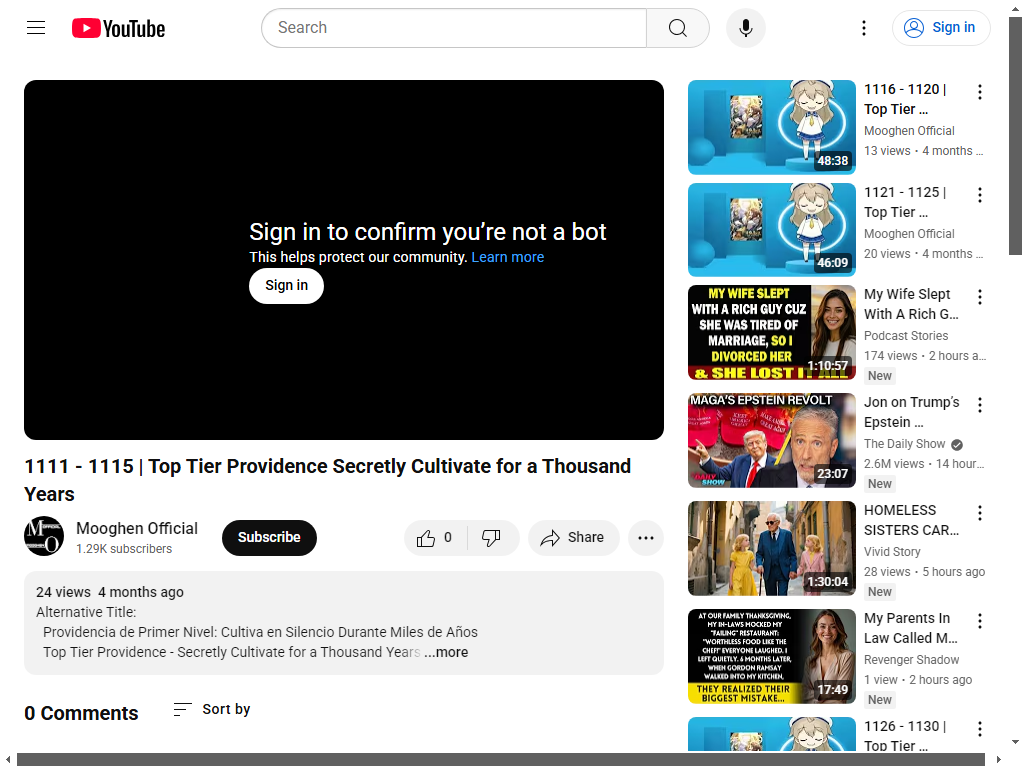 YouTube
Search
Sign in
Sign in to confirm you’re not a bot
This helps protect our community. Learn more
Sign in
1111 - 1115 | Top Tier Providence Secretly Cultivate for a Thousand
Years
Mooghen Official
1.29K subscribers
Subscribe
0
Share
24 views  4 months ago
Alternative Title:
Providencia de Primer Nivel: Cultiva en Silencio Durante Miles de Años
Top Tier Providence - Secretly Cultivate for a Thousand Years ...more
0 Comments
Sort by
48:38
1116 - 1120 |
Top Tier …
Mooghen Official
13 views • 4 months …
46:09
1121 - 1125 |
Top Tier …
Mooghen Official
20 views • 4 months …
MY WIFE SLEPT
WITH A RICH GUY CUZ
SHE WAS TIRED OF
MARRIAGE, SO I
DIVORCED HER
& SHE LOST IT ALL
1:10:57
My Wife Slept
With A Rich G…
Podcast Stories
174 views • 2 hours a…
New
MAGA'S EPSTEIN REVOLT
23:07
Jon on Trump’s
Epstein …
The Daily Show
2.6M views • 14 hour…
New
1:30:04
HOMELESS
SISTERS CAR…
Vivid Story
28 views • 5 hours ago
New
AT OUR FAMILY THANKSGIVING,
MY IN-LAWS MOCKED MY
"FAILING" RESTAURANT:
"WORTHLESS FOOD LIKE THE
CHEF!" EVERYONE LAUGHED. I
LEFT QUIETLY. 6 MONTHS LATER,
WHEN GORDON RAMSAY
WALKED INTO MY KITCHEN,
THEY REALIZED THEIR
BIGGEST MISTAKE...
17:49
My Parents In
Law Called M…
Revenger Shadow
1 view • 2 hours ago
New
1126 - 1130 |
Top Tier …